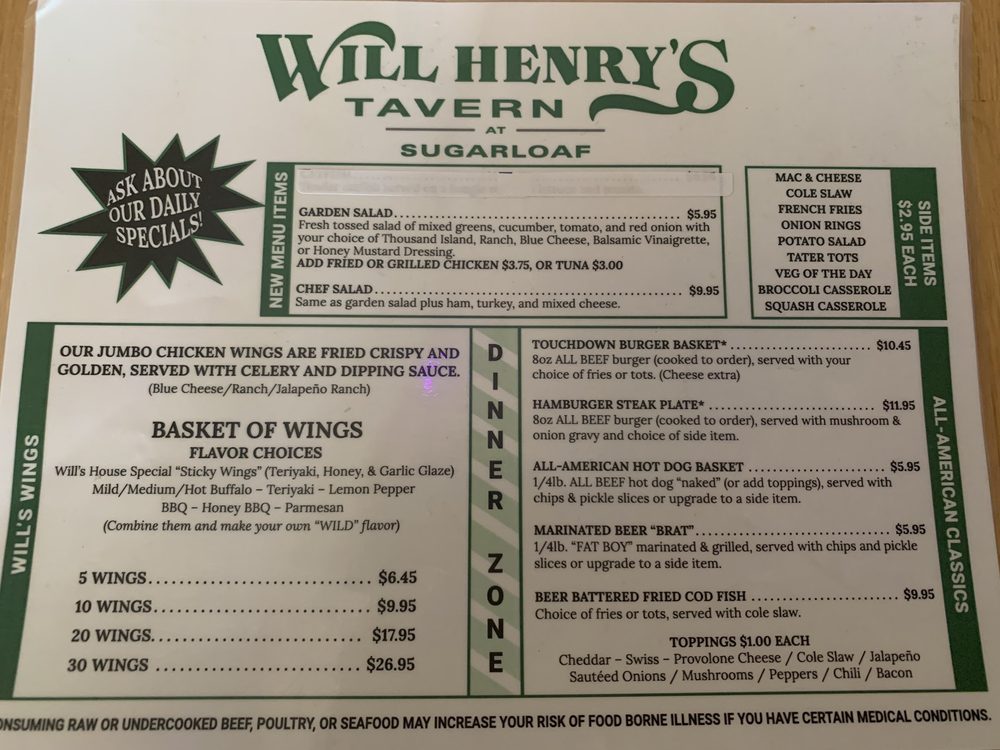 WILL HENRY'S
TAVERN
AT
SUGARLOAF
ASK ABOUT
OUR DAILY
SPECIALS!
NEW MENU ITEMS
GARDEN SALAD.......................................................... $5.95
Fresh tossed salad of mixed greens, cucumber, tomato, and red onion with
your choice of Thousand Island, Ranch, Blue Cheese, Balsamic Vinaigrette,
or Honey Mustard Dressing.
ADD FRIED OR GRILLED CHICKEN $3.75, OR TUNA $3.00
CHEF SALAD.............................................................. $9.95
Same as garden salad plus ham, turkey, and mixed cheese.
MAC & CHEESE
COLE SLAW
FRENCH FRIES
ONION RINGS
POTATO SALAD
TATER TOTS
VEG OF THE DAY
BROCCOLI CASSEROLE
SQUASH CASSEROLE
SIDE ITEMS
$2.95 EACH
WILL'S WINGS
OUR JUMBO CHICKEN WINGS ARE FRIED CRISPY AND
GOLDEN, SERVED WITH CELERY AND DIPPING SAUCE.
(Blue Cheese/Ranch/Jalapeño Ranch)
BASKET OF WINGS
FLAVOR CHOICES
Will's House Special "Sticky Wings" (Teriyaki, Honey, & Garlic Glaze)
Mild/Medium/Hot Buffalo – Teriyaki – Lemon Pepper
BBQ – Honey BBQ – Parmesan
(Combine them and make your own "WILD" flavor)
5 WINGS................................ $6.45
10 WINGS............................... $9.95
20 WINGS.............................. $17.95
30 WINGS ............................. $26.95
DINNER ZONE
TOUCHDOWN BURGER BASKET* ......................... $10.45
8oz ALL BEEF burger (cooked to order), served with your
choice of fries or tots. (Cheese extra)
HAMBURGER STEAK PLATE* .............................. $11.95
8oz ALL BEEF burger (cooked to order), served with mushroom &
onion gravy and choice of side item.
ALL-AMERICAN HOT DOG BASKET ........................ $5.95
1/4lb. ALL BEEF hot dog "naked" (or add toppings), served with
chips & pickle slices or upgrade to a side item.
MARINATED BEER "BRAT"................................... $5.95
1/4lb. "FAT BOY" marinated & grilled, served with chips and pickle
slices or upgrade to a side item.
BEER BATTERED FRIED COD FISH ......................... $9.95
Choice of fries or tots, served with cole slaw.
TOPPINGS $1.00 EACH
Cheddar – Swiss – Provolone Cheese / Cole Slaw / Jalapeño
Sautéed Onions / Mushrooms / Peppers / Chili / Bacon
ALL-AMERICAN CLASSICS
RAW OR UNDERCOOKED BEEF, POULTRY, OR SEAFOOD MAY INCREASE YOUR RISK OF FOOD BORNE ILLNESS IF YOU HAVE CERTAIN MEDICAL CONDITIONS.